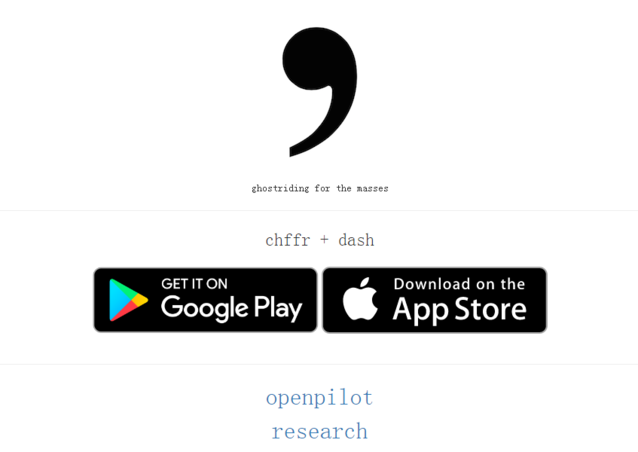 ,
ghostriding for the masses
chffr + dash
GET IT ON
Google Play
Download on the
App Store
openpilot
research